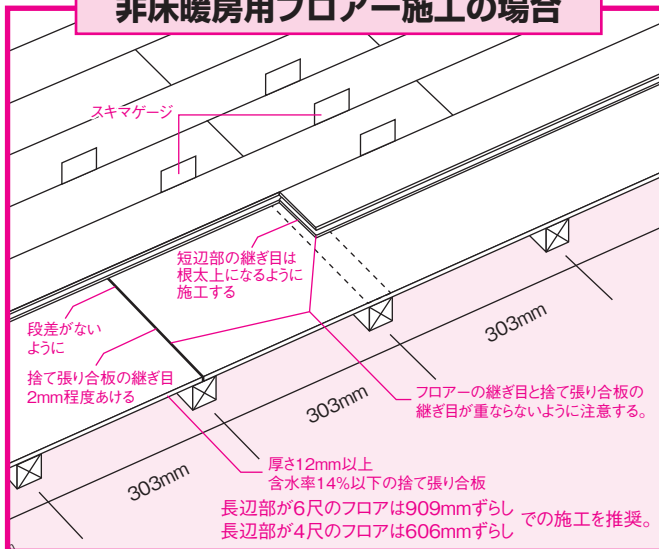 非床暖房用フロアー施工の場合
スキマゲージ
短辺部の継ぎ目は
根太上になるように
施工する
段差がない
ように
捨て張り合板の継ぎ目
2mm程度あける
303mm
303mm
303mm
フロアーの継ぎ目と捨て張り合板の
継ぎ目が重ならないように注意する。
厚さ12mm以上
含水率14%以下の捨て張り合板
長辺部が6尺のフロアは909mmずらし
長辺部が4尺のフロアは606mmずらし
での施工を推奨。